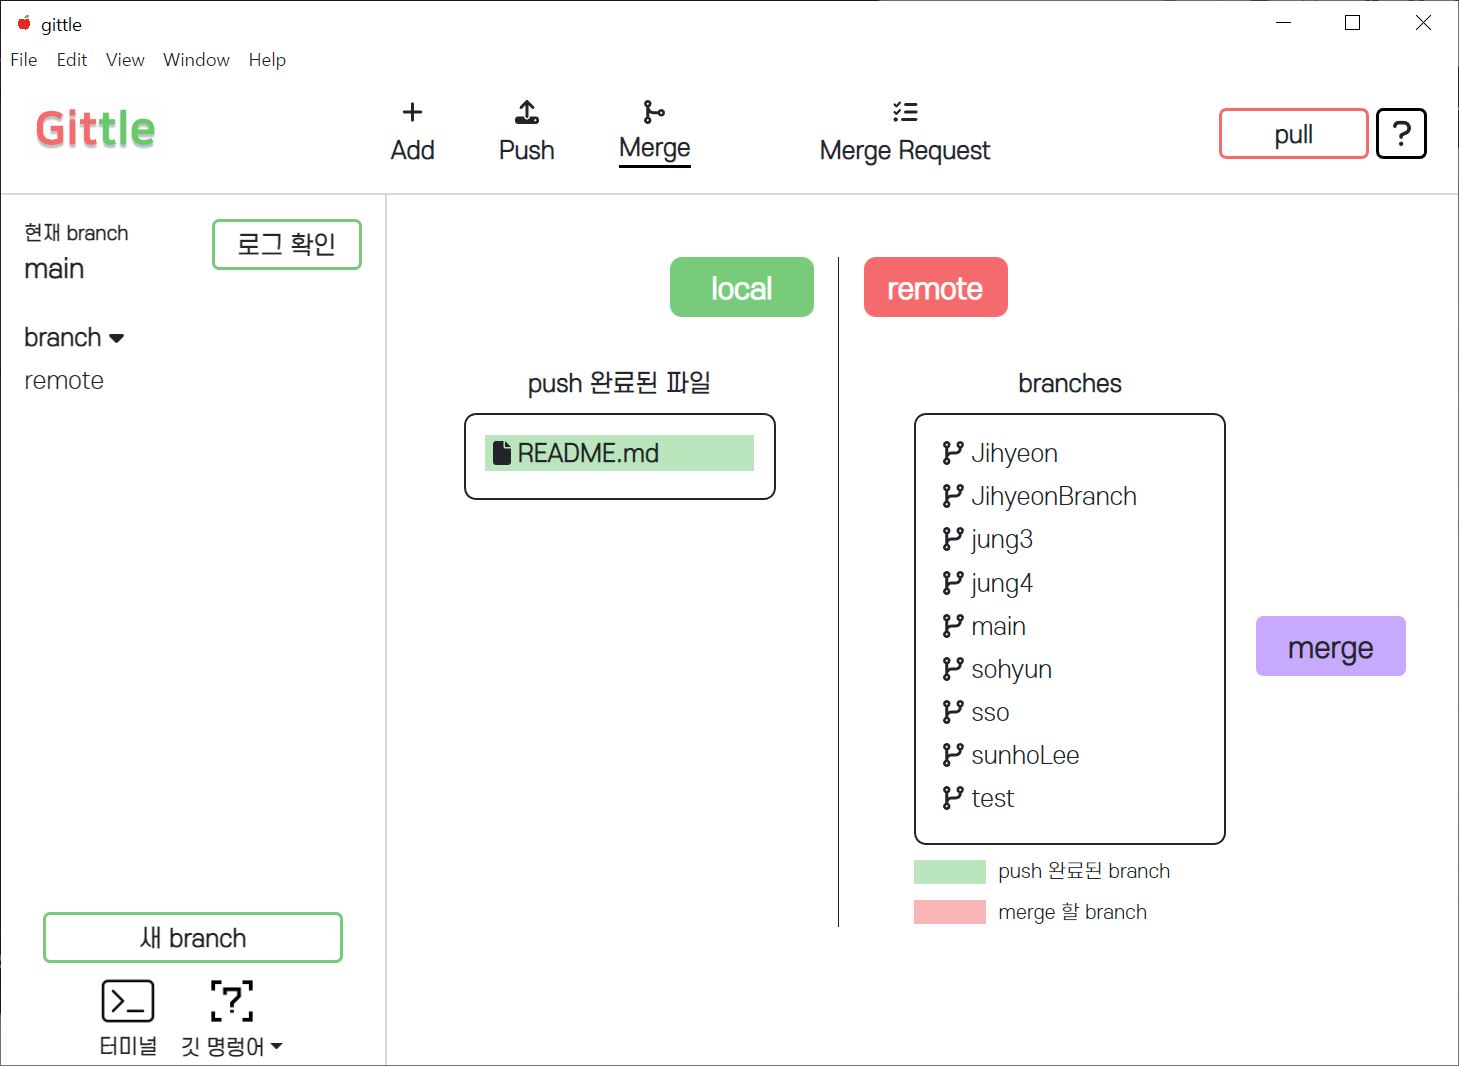 gittle
File Edit View Window Help
Gittle
Add
Push
Merge
Merge Request
pull
?
현재 branch
main
로그 확인
branch
remote
local
remote
push 완료된 파일
README.md
branches
Jihyeon
JihyeonBranch
jung3
jung4
main
sohyun
sso
sunhoLee
test
merge
push 완료된 branch
merge 할 branch
새 branch
터미널
깃 명령어